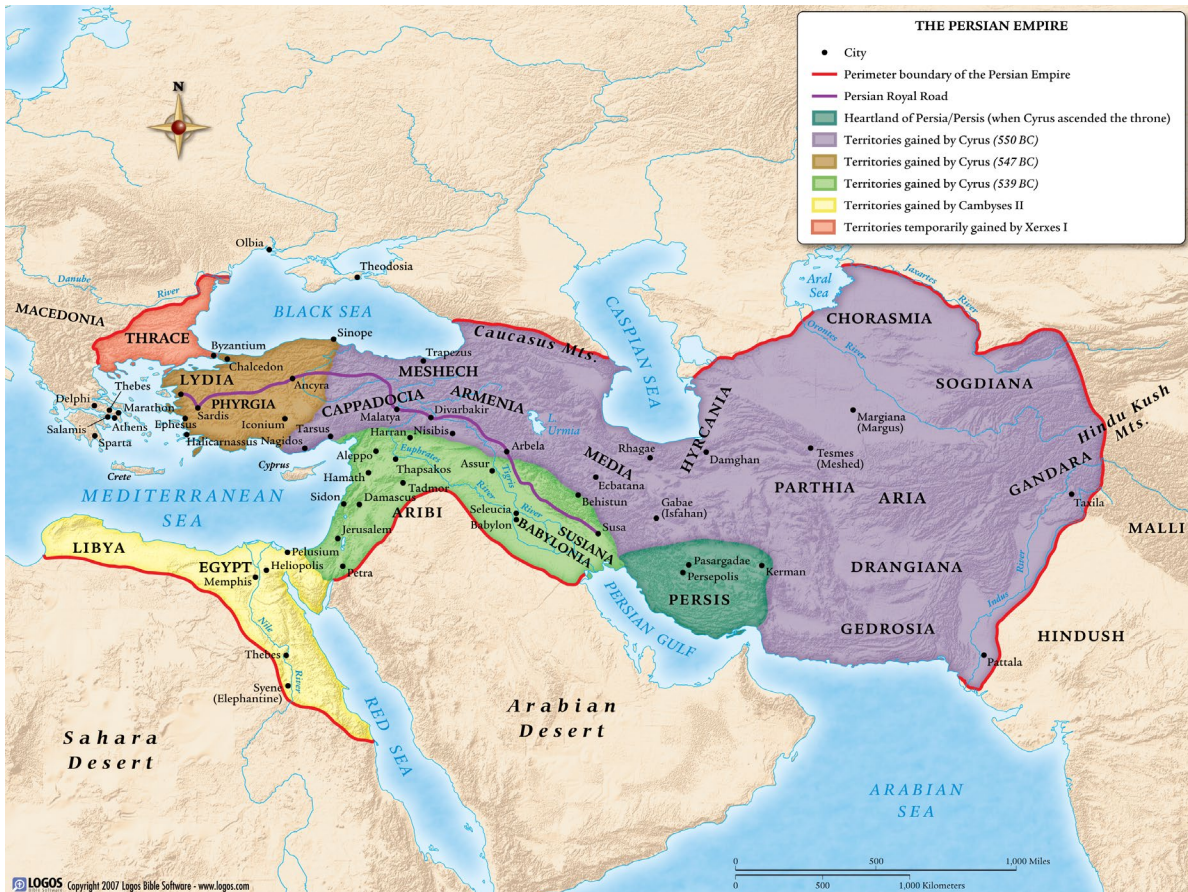 THE PERSIAN EMPIRE
City
Perimeter boundary of the Persian Empire
Persian Royal Road
Heartland of Persia/Persis (when Cyrus ascended the throne)
Territories gained by Cyrus (550 BC)
Territories gained by Cyrus (547 BC)
Territories gained by Cyrus (539 BC)
Territories gained by Cambyses II
Territories temporarily gained by Xerxes I
N
Olbia
Theodosia
Danube
River
MACEDONIA
THRACE
BLACK SEA
Sinope
Byzantium
Chalcedon
Trapezus
Caucasus Mts.
CASPIAN SEA
Aral
Sea
Jaxartes
River
CHORASMIA
Orontes River
SOGDIANA
Hindu Kush
Mts.
MESHECH
LYDIA
Ancyra
PHYRGIA
CAPPADOCIA
ARMENIA
Thebes
Delphi
Marathon
Salamis
Athens
Sparta
Ephesus
Sardis
Iconium
Halicarnassus
Nagidos
Tarsus
Malatya
Divarbakir
L.
Urmia
Harran
Nisibis
Arbela
Crete
Cyprus
Aleppo
Euphrates
Thapsakos
Assur
Tigris
River
River
Hamath
Tadmor
Sidon
Damascus
ARIBI
MEDIA
Rhagae
Ecbatana
Behistun
HYRCANIA
Damghan
Margiana
(Margus)
Tesmes
(Meshed)
PARTHIA
ARIA
GANDARA
Taxila
MALLI
Gabae
(Isfahan)
MEDITERRANEAN
SEA
Seleucia
Babylon
BABYLONIA
SUSIANA
Susa
Jerusalem
Petra
LIBYA
EGYPT
Pelusium
Heliopolis
Memphis
Pasargadae
Persepolis
Kerman
PERSIS
DRANGIANA
GEDROSIA
Indus
River
HINDUSH
Pattala
PERSIAN GULF
Nile
River
Thebes
Syene
(Elephantine)
RED SEA
Arabian
Desert
Sahara
Desert
ARABIAN
SEA
0 500 1,000 Miles
0 500 1,000 Kilometers
LOGOS
Bible Software
Copyright 2007 Logos Bible Software - www.logos.com